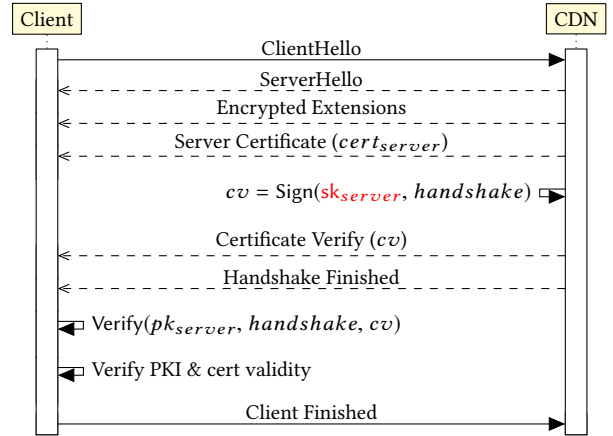 Client CDN
ClientHello
ServerHello
Encrypted Extensions
Server Certificate (cert_server)
cv = Sign(sk_server, handshake)
Certificate Verify (cv)
Handshake Finished
Verify(pk_server, handshake, cv)
Verify PKI & cert validity
Client Finished